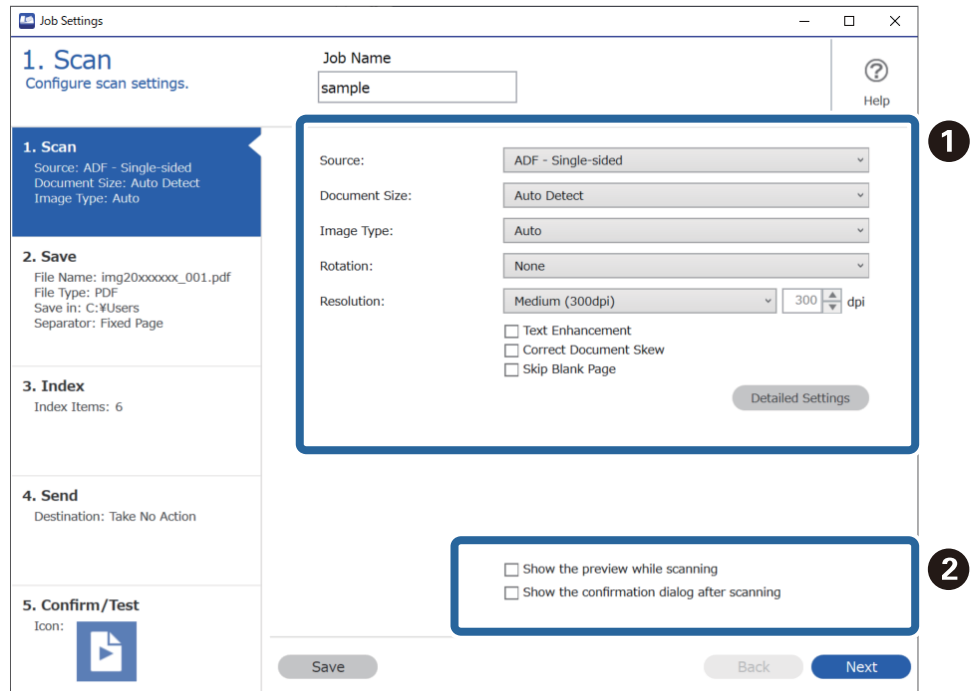 Job Settings
1. Scan
Configure scan settings.
Job Name
sample
Help
1. Scan
Source: ADF - Single-sided
Document Size: Auto Detect
Image Type: Auto
2. Save
File Name: img20xxxxxx_001.pdf
File Type: PDF
Save in: C:¥Users
Separator: Fixed Page
3. Index
Index Items: 6
4. Send
Destination: Take No Action
5. Confirm/Test
Icon:
1
Source: ADF - Single-sided
Document Size: Auto Detect
Image Type: Auto
Rotation: None
Resolution: Medium (300dpi) 300 dpi
Text Enhancement
Correct Document Skew
Skip Blank Page
Detailed Settings
2
Show the preview while scanning
Show the confirmation dialog after scanning
Save Back Next